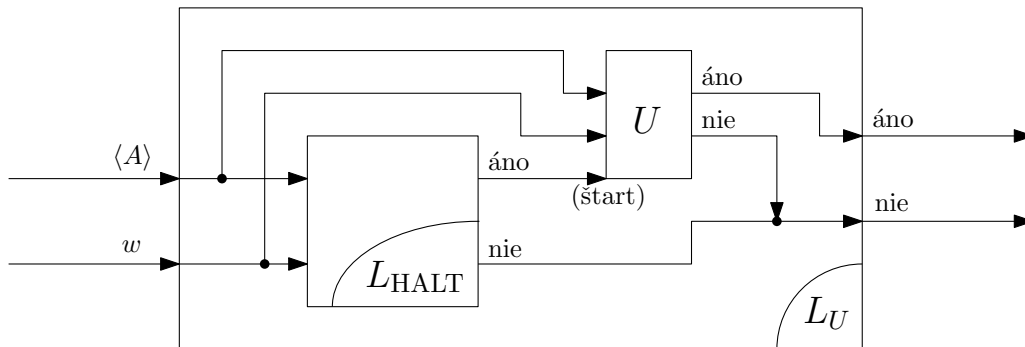 áno
U
nie
áno
⟨A⟩
áno
(štart)
nie
w
nie
L_HALT
L_U